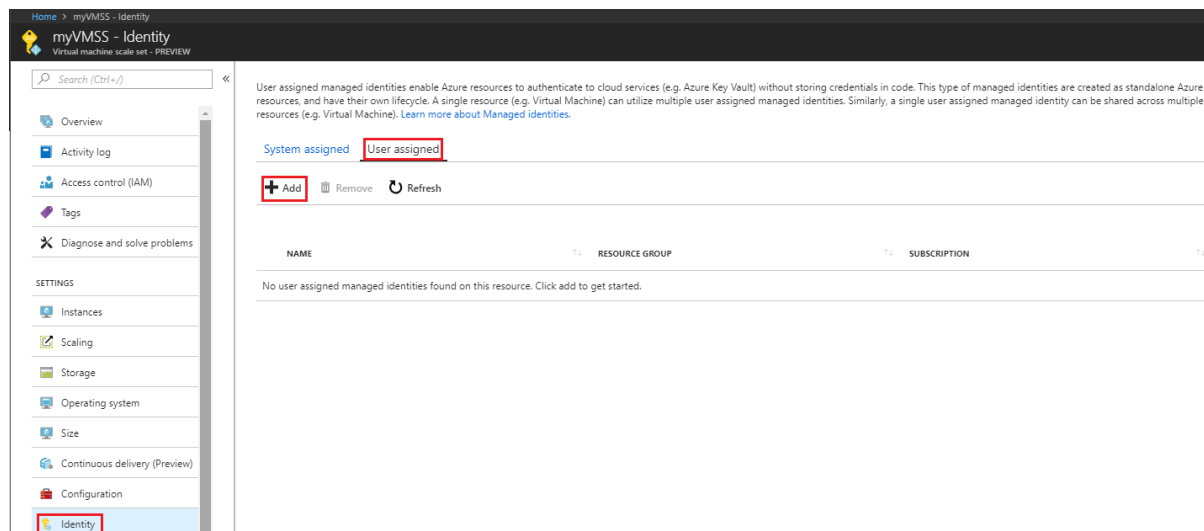 Home > myVMSS - Identity
myVMSS - Identity
Virtual machine scale set - PREVIEW
Search (Ctrl+/)
«
Overview
Activity log
Access control (IAM)
Tags
Diagnose and solve problems
SETTINGS
Instances
Scaling
Storage
Operating system
Size
Continuous delivery (Preview)
Configuration
Identity
User assigned managed identities enable Azure resources to authenticate to cloud services (e.g. Azure Key Vault) without storing credentials in code. This type of managed identities are created as standalone Azure
resources, and have their own lifecycle. A single resource (e.g. Virtual Machine) can utilize multiple user assigned managed identities. Similarly, a single user assigned managed identity can be shared across multiple
resources (e.g. Virtual Machine). Learn more about Managed identities.
System assigned User assigned
Add Remove Refresh
NAME RESOURCE GROUP SUBSCRIPTION
No user assigned managed identities found on this resource. Click add to get started.